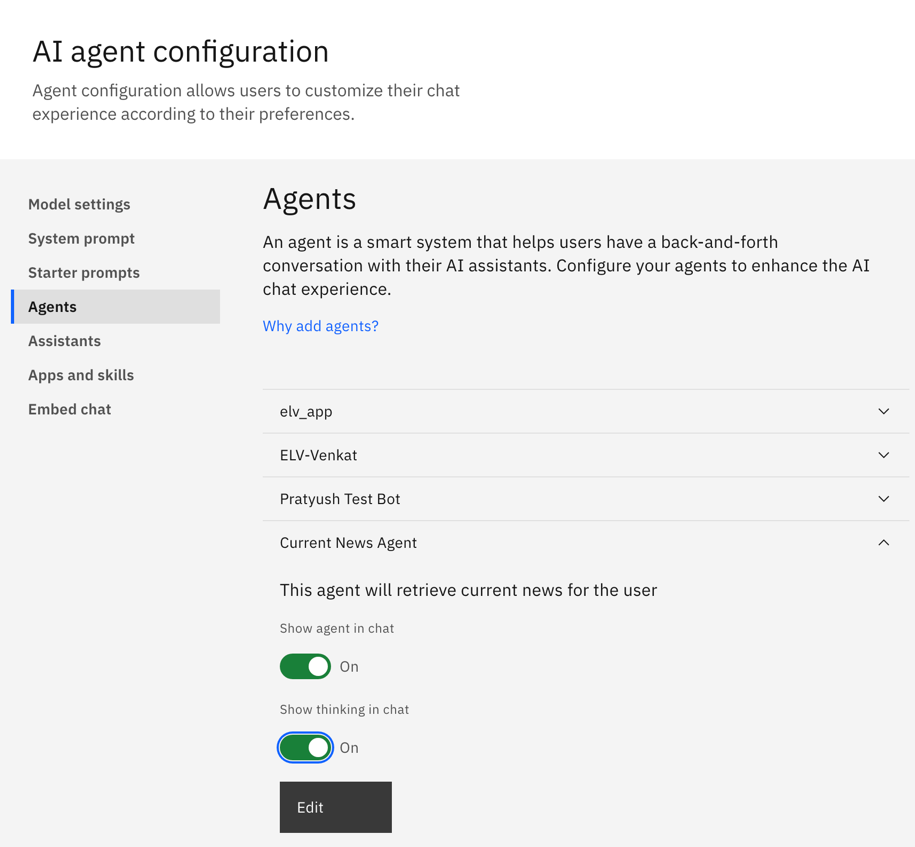 AI agent configuration
Agent configuration allows users to customize their chat
experience according to their preferences.
Model settings
System prompt
Starter prompts
Agents
Assistants
Apps and skills
Embed chat
Agents
An agent is a smart system that helps users have a back-and-forth
conversation with their AI assistants. Configure your agents to enhance the AI
chat experience.
Why add agents?
elv_app
ELV-Venkat
Pratyush Test Bot
Current News Agent
This agent will retrieve current news for the user
Show agent in chat
On
Show thinking in chat
On
Edit